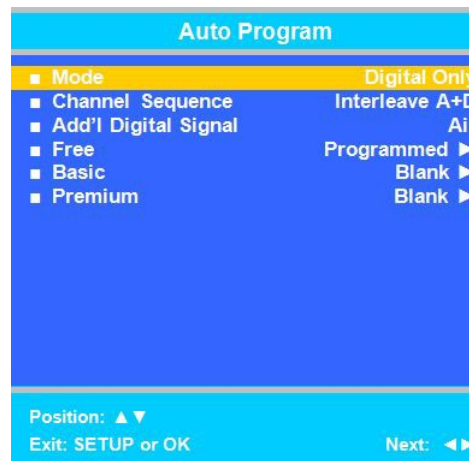 Auto Program
■ Mode Digital Only
■ Channel Sequence Interleave A+D
■ Add'l Digital Signal Ai
■ Free Programmed ►
■ Basic Blank ►
■ Premium Blank ►
Position: ▲▼
Exit: SETUP or OK Next: ◄►